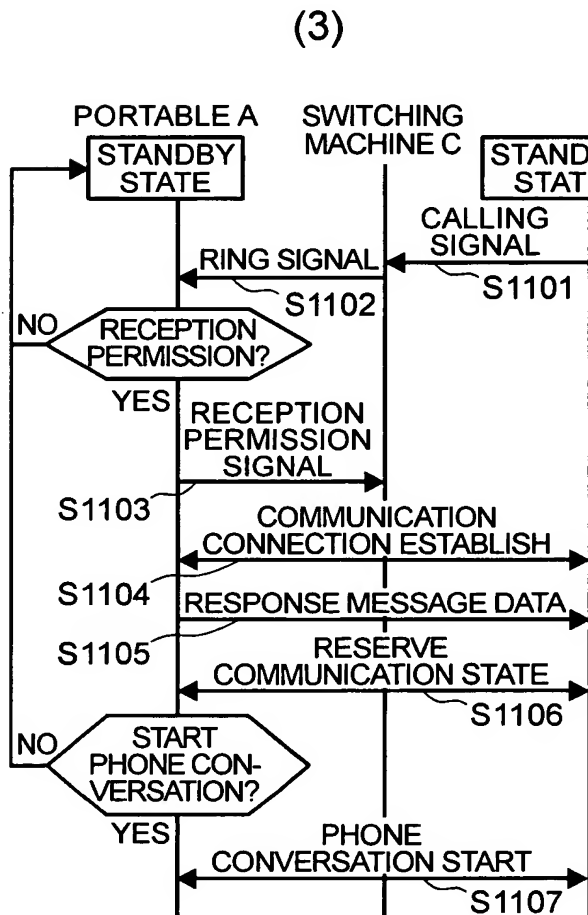 (3)
PORTABLE A
SWITCHING
MACHINE C
STANDBY
STATE
STAND
STAT
CALLING
SIGNAL
RING SIGNAL
S1101
S1102
NO
RECEPTION
PERMISSION?
YES
RECEPTION
PERMISSION
SIGNAL
S1103
COMMUNICATION
CONNECTION ESTABLISH
S1104
RESPONSE MESSAGE DATA
S1105
RESERVE
COMMUNICATION STATE
S1106
NO
START
PHONE CON-
VERSATION?
YES
PHONE
CONVERSATION START
S1107